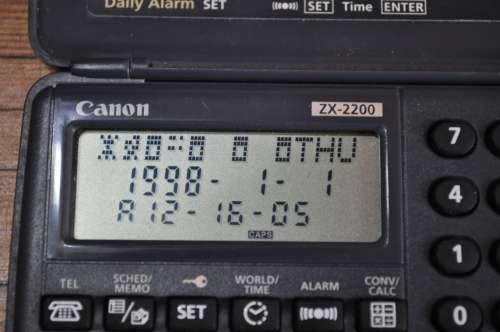 Daily Alarm SET
((•)) SET Time ENTER
Canon
ZX-2200
THU
1998- 1- 1
A12-16-05
CAPS
7
4
1
0
TEL
SCHED/
MEMO
WORLD/
TIME
ALARM
CONV/
CALC
SET